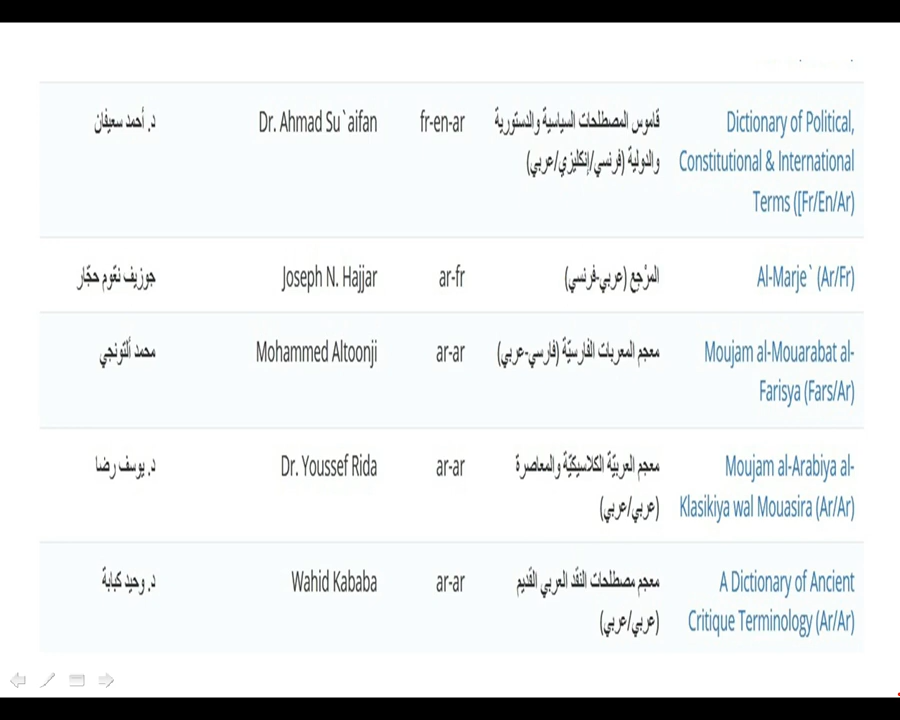 Dictionary of Political,
Constitutional & International
Terms ([Fr/En/Ar)
قاموس المصطلحات السياسية والدستورية
والدولية (فرنسي/إنكليزي/عربي)
fr-en-ar
Dr. Ahmad Su`aifan
د. أحمد سعيفان
Al-Marje` (Ar/Fr)
المرْجع (عربي-فرنسي)
ar-fr
Joseph N. Hajjar
جوزيف نعّوم حجّار
Moujam al-Mouarabat al-
Farisya (Fars/Ar)
معجم المعربات الفارسيّة (فارسي-عربي)
ar-ar
Mohammed Altoonji
محمد ألتونجي
Moujam al-Arabiya al-
Klasikiya wal Mouasira (Ar/Ar)
معجم العربيّة الكلاسيكيّة والمعاصرة
(عربي/عربي)
ar-ar
Dr. Youssef Rida
د. يوسف رضا
A Dictionary of Ancient
Critique Terminology (Ar/Ar)
معجم مصطلحات النقد العربي القديم
(عربي/عربي)
ar-ar
Wahid Kababa
د. وحيد كبابة